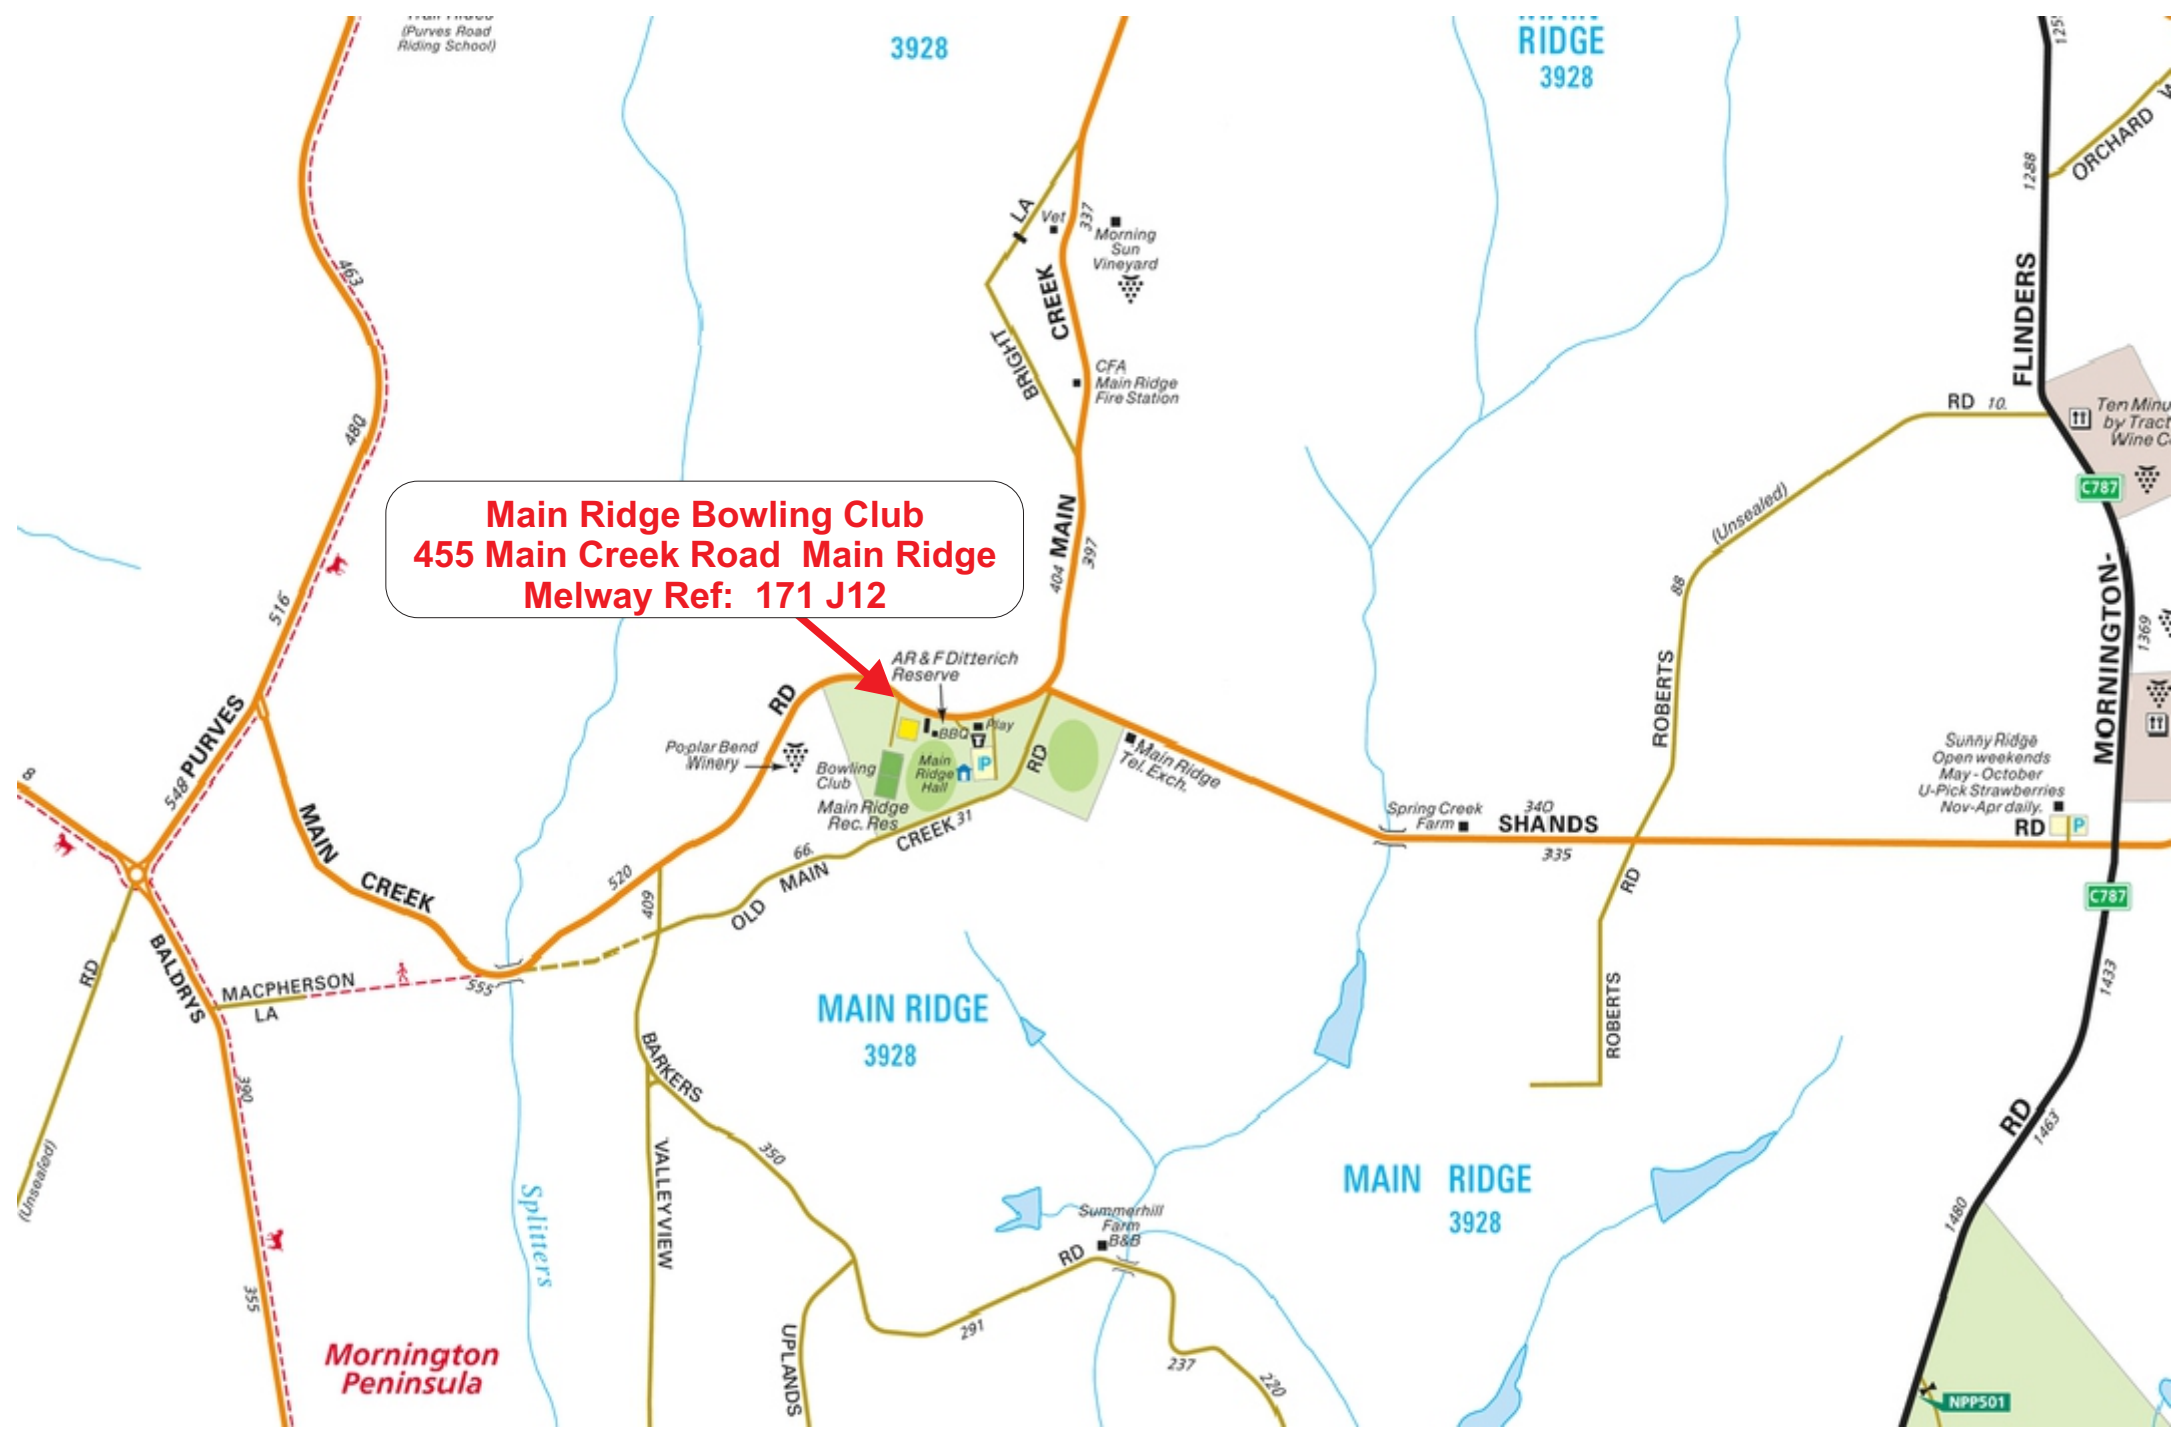 (Purves Road
Riding School)
3928
RIDGE
3928
1288
ORCHARD
463
LA
Vet
337
Morning
Sun
Vineyard
CREEK
BRIGHT
CFA
Main Ridge
Fire Station
FLINDERS
480
RD 10.
Ten Minu
by Tract
Wine C
C787
(Unsealed)
Main Ridge Bowling Club
455 Main Creek Road Main Ridge
Melway Ref: 171 J12
MAIN
404
397
516
88
MORNINGTON-
1369
AR & F Ditterich
Reserve
RD
ROBERTS
PURVES
548
Poplar Bend
Winery
BBQ
Play
Bowling
Club
Main
Ridge
Hall
P
RD
Main Ridge
Tel. Exch.
Main Ridge
Rec. Res
Sunny Ridge
Open weekends
May - October
U-Pick Strawberries
Nov-Apr daily.
RD
P
8
Spring Creek
Farm
340
SHANDS
335
MAIN
CREEK
520
409
66
OLD
MAIN
CREEK
31
RD
C787
BALDRYS
RD
MACPHERSON
LA
555
1433
ROBERTS
MAIN RIDGE
3928
390
BARKERS
(Unsealed)
350
VALLEYVIEW
RD
1463
MAIN RIDGE
3928
1480
Splitters
Summerhill
Farm
B&B
RD
355
291
237
220
UPLANDS
Mornington
Peninsula
NPP501